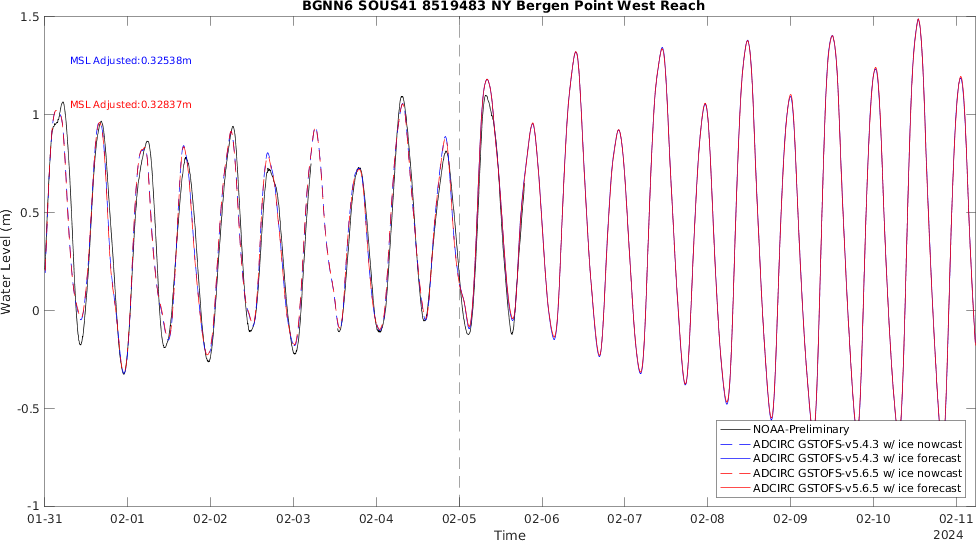 BGNN6 SOUS41 8519483 NY Bergen Point West Reach
1.5
MSL Adjusted:0.32538m
MSL Adjusted:0.32837m
1
0.5
0
-0.5
-1
Water Level (m)
NOAA-Preliminary
ADCIRC GSTOFS-v5.4.3 w/ ice nowcast
ADCIRC GSTOFS-v5.4.3 w/ ice forecast
ADCIRC GSTOFS-v5.6.5 w/ ice nowcast
ADCIRC GSTOFS-v5.6.5 w/ ice forecast
01-31 02-01 02-02 02-03 02-04 02-05 02-06 02-07 02-08 02-09 02-10 02-11
Time
2024